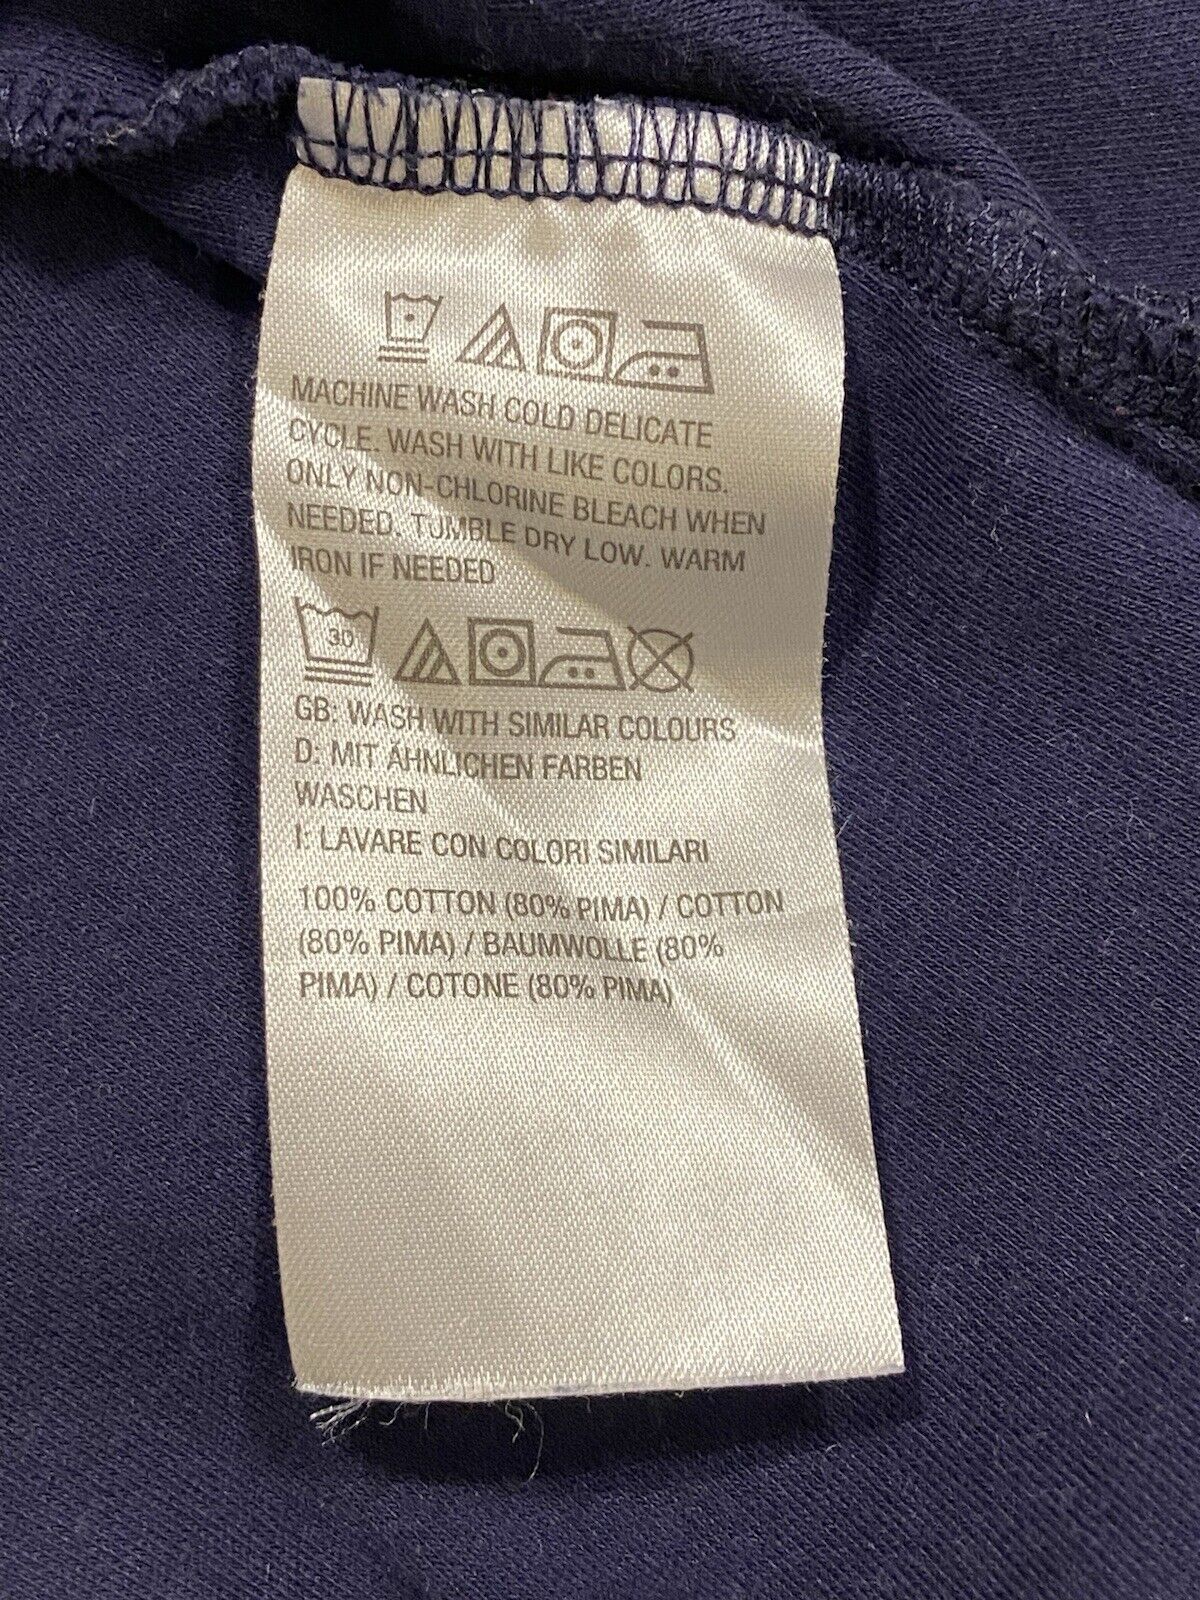 MACHINE WASH COLD DELICATE
CYCLE. WASH WITH LIKE COLORS.
ONLY NON-CHLORINE BLEACH WHEN
NEEDED. TUMBLE DRY LOW. WARM
IRON IF NEEDED
30
GB: WASH WITH SIMILAR COLOURS
D: MIT ÄHNLICHEN FARBEN
WASCHEN
I: LAVARE CON COLORI SIMILARI
100% COTTON (80% PIMA) / COTTON
(80% PIMA) / BAUMWOLLE (80%
PIMA) / COTONE (80% PIMA)